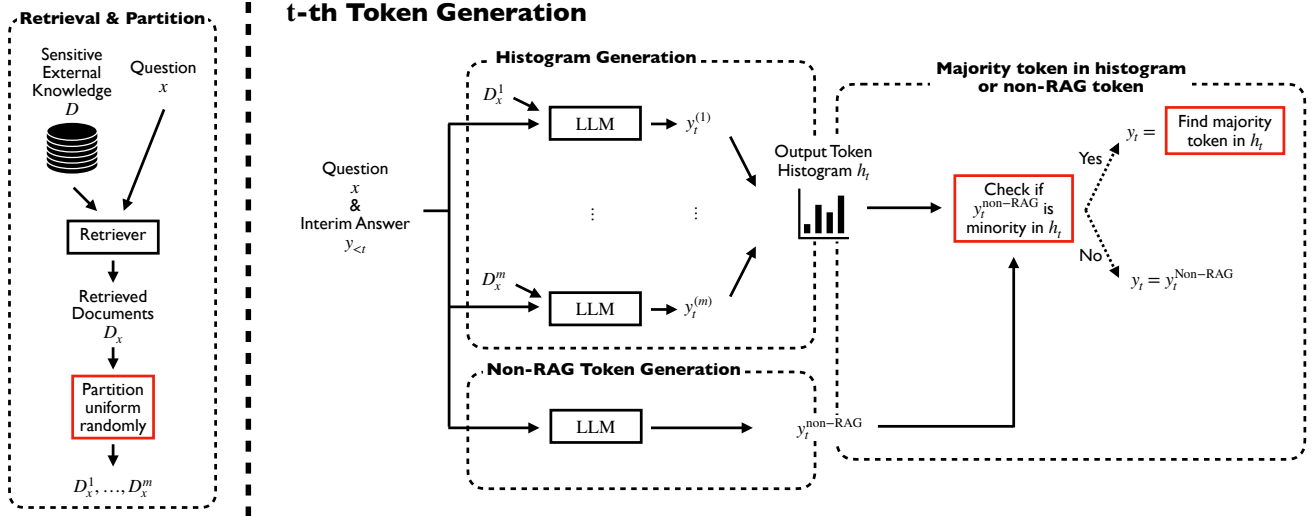 Retrieval & Partition
Sensitive
External
Knowledge
D
Question
x
Retriever
Retrieved
Documents
D_x
Partition
uniform
randomly
D_x^1, …, D_x^m
t-th Token Generation
Question
x
&
Interim Answer
y_{<t}
Histogram Generation
D_x^1
LLM
y_t^{(1)}
⋮
⋮
D_x^m
LLM
y_t^{(m)}
Output Token
Histogram h_t
Non-RAG Token Generation
LLM
y_t^{non-RAG}
Majority token in histogram
or non-RAG token
Check if
y_t^{non-RAG} is
minority in h_t
Yes
y_t =
Find majority
token in h_t
No
y_t = y_t^{Non-RAG}